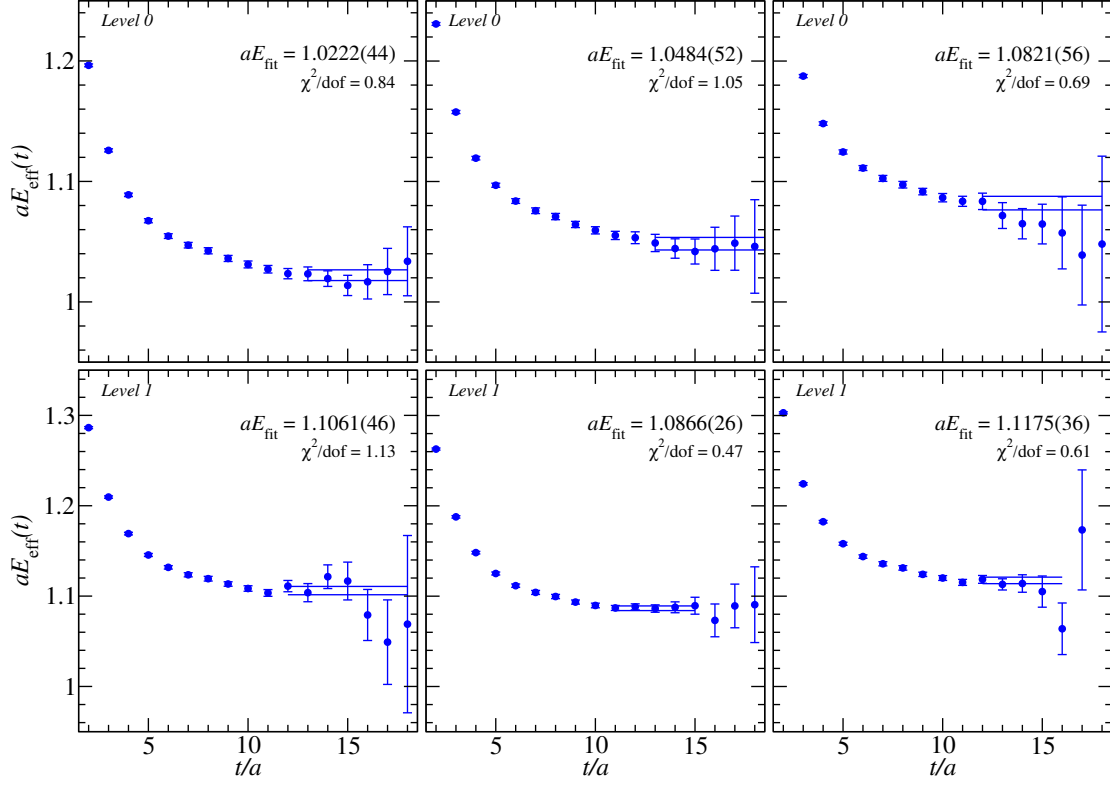 Level 0
aE_fit = 1.0222(44)
χ²/dof = 0.84
Level 0
aE_fit = 1.0484(52)
χ²/dof = 1.05
Level 0
aE_fit = 1.0821(56)
χ²/dof = 0.69
1.2
1.1
1
aE_eff(t)
Level 1
aE_fit = 1.1061(46)
χ²/dof = 1.13
Level 1
aE_fit = 1.0866(26)
χ²/dof = 0.47
Level 1
aE_fit = 1.1175(36)
χ²/dof = 0.61
1.3
1.2
1.1
1
aE_eff(t)
5 10 15
5 10 15
5 10 15
t/a
t/a
t/a